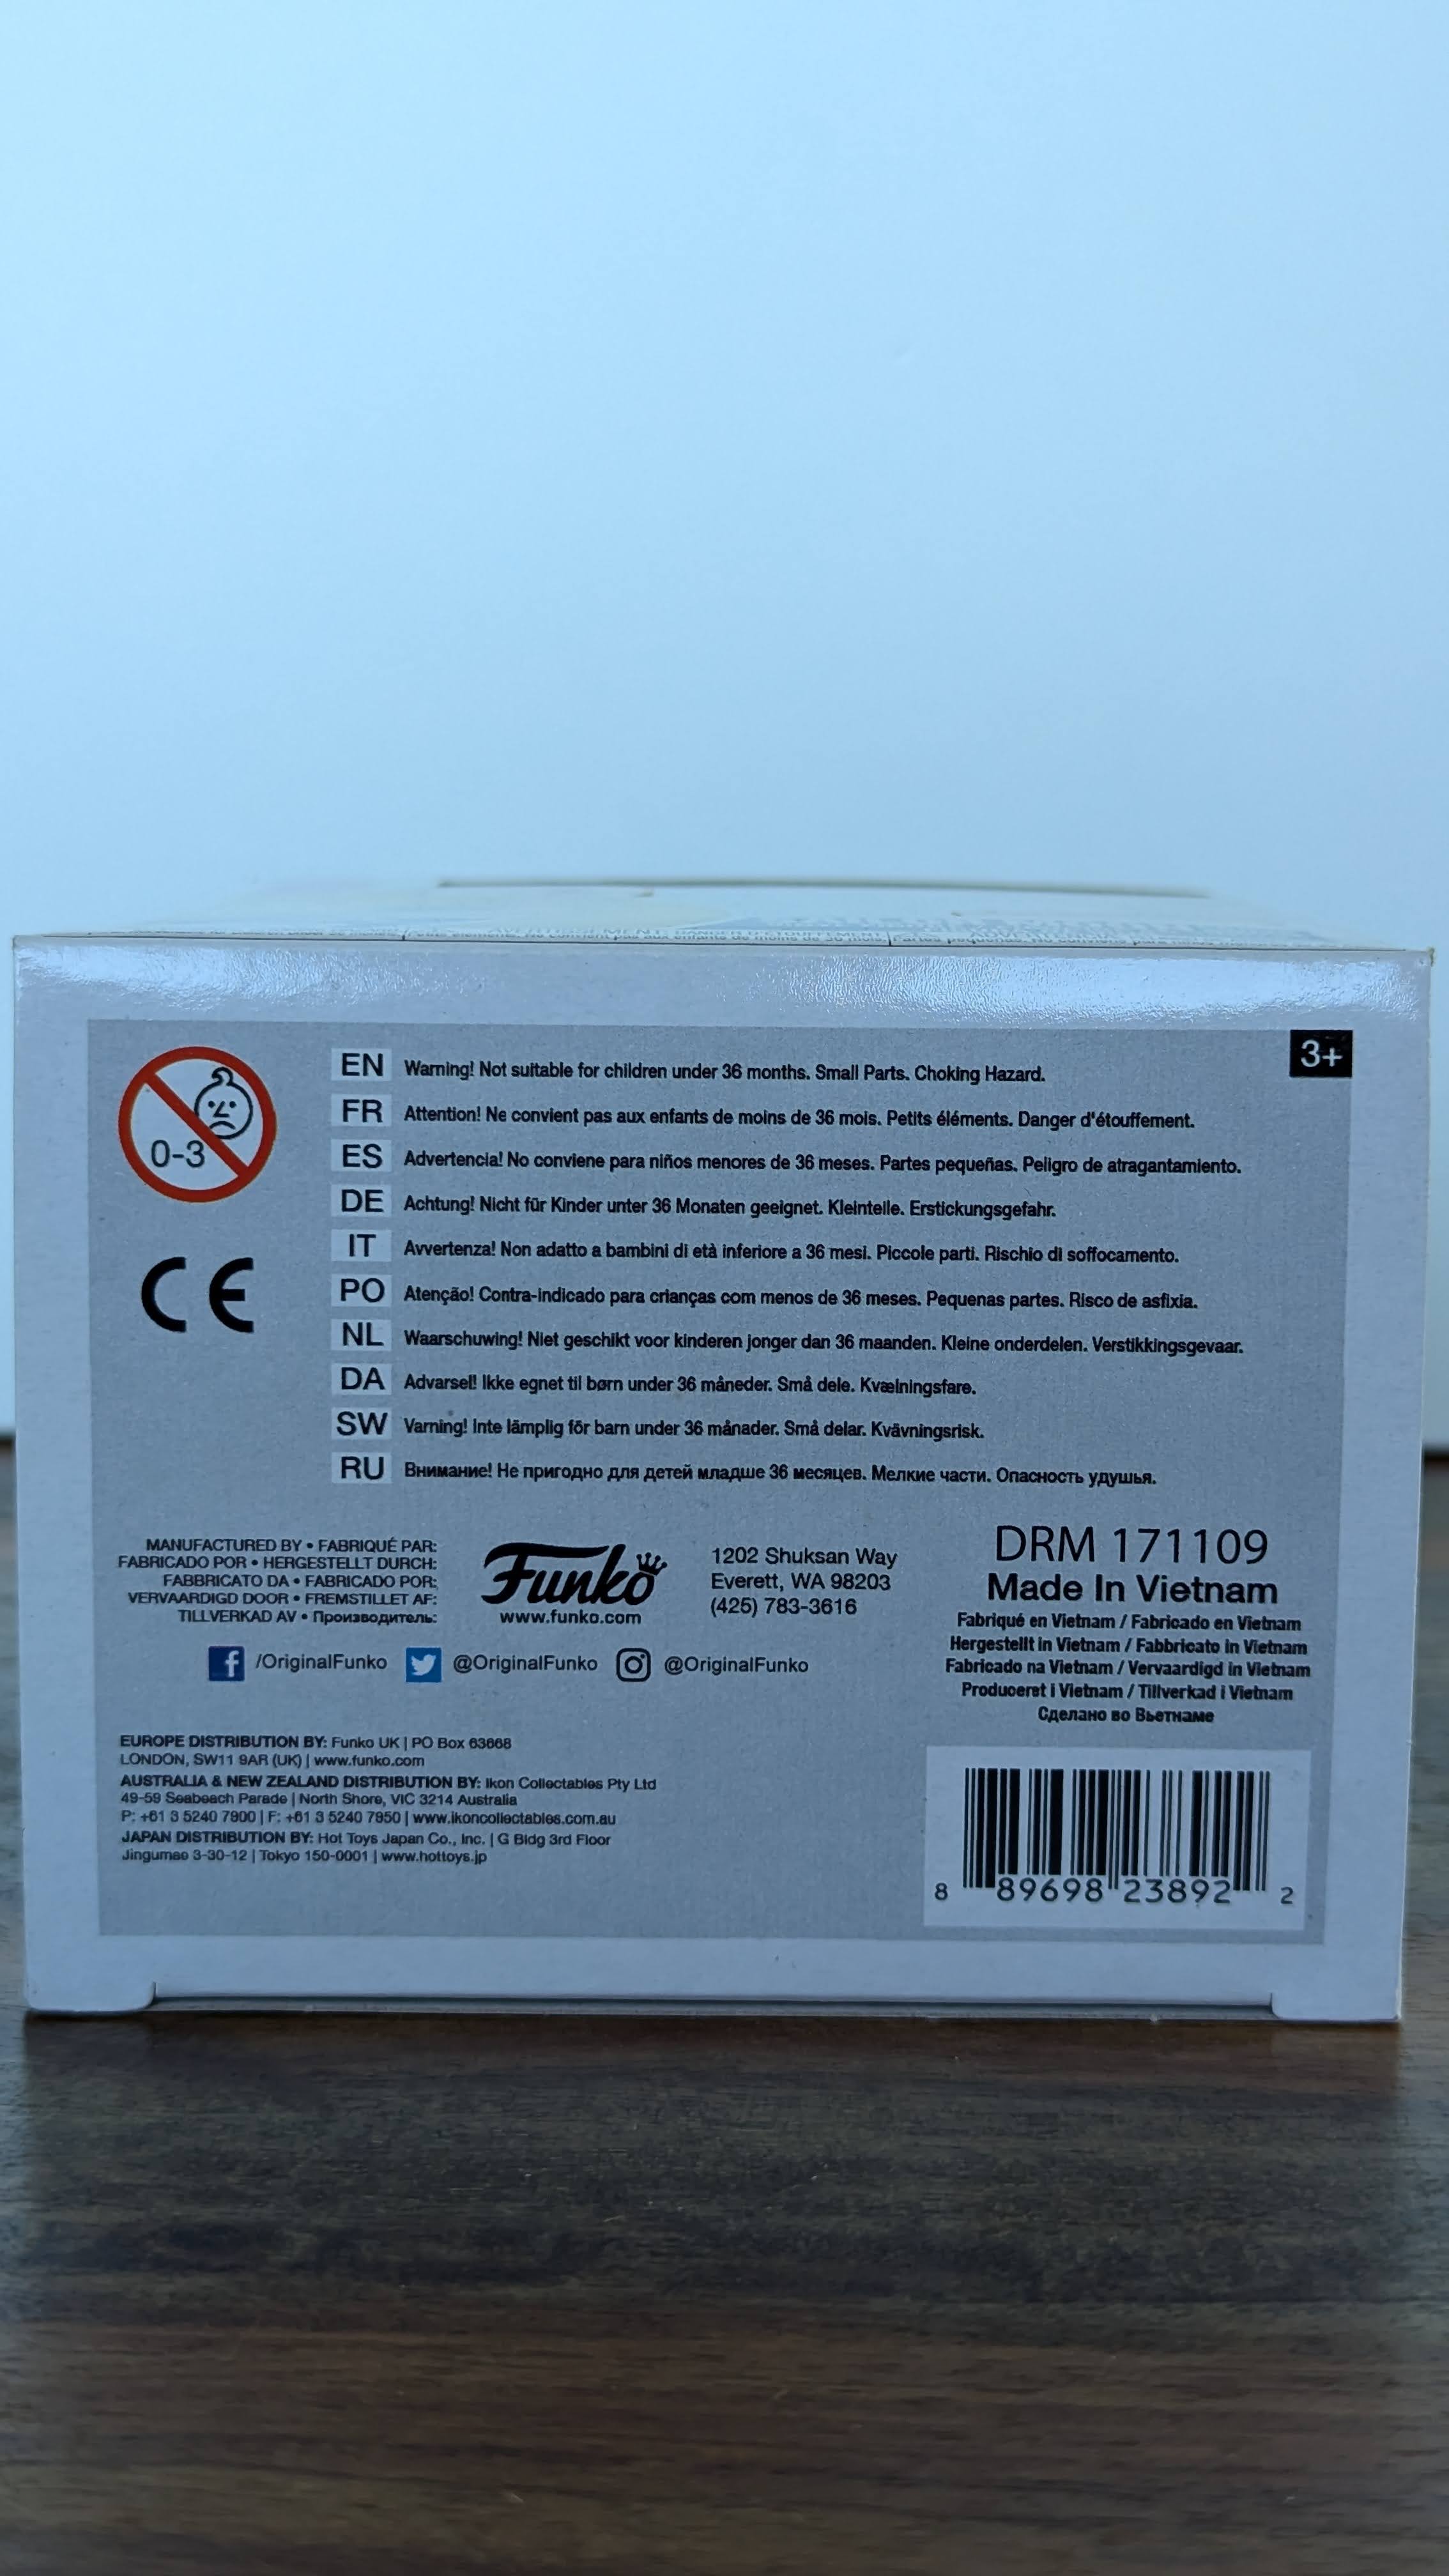 3+
0-3
CE
EN Warning! Not suitable for children under 36 months. Small Parts. Choking Hazard.
FR Attention! Ne convient pas aux enfants de moins de 36 mois. Petits éléments. Danger d'étouffement.
ES Advertencia! No conviene para niños menores de 36 meses. Partes pequeñas. Peligro de atragantamiento.
DE Achtung! Nicht für Kinder unter 36 Monaten geeignet. Kleinteile. Erstickungsgefahr.
IT Avvertenza! Non adatto a bambini di età inferiore a 36 mesi. Piccole parti. Rischio di soffocamento.
PO Atenção! Contra-indicado para crianças com menos de 36 meses. Pequenas partes. Risco de asfixia.
NL Waarschuwing! Niet geschikt voor kinderen jonger dan 36 maanden. Kleine onderdelen. Verstikkingsgevaar.
DA Advarsel! Ikke egnet til børn under 36 måneder. Små dele. Kvælningsfare.
SW Varning! Inte lämplig för barn under 36 månader. Små delar. Kvävningsrisk.
RU Внимание! Не пригодно для детей младше 36 месяцев. Мелкие части. Опасность удушья.
MANUFACTURED BY • FABRIQUÉ PAR:
FABRICADO POR • HERGESTELLT DURCH:
FABBRICATO DA • FABRICADO POR:
VERVAARDIGD DOOR • FREMSTILLET AF:
TILLVERKAD AV • Производитель:
Funko
www.funko.com
1202 Shuksan Way
Everett, WA 98203
(425) 783-3616
/OriginalFunko @OriginalFunko @OriginalFunko
DRM 171109
Made In Vietnam
Fabriqué en Vietnam / Fabricado en Vietnam
Hergestellt in Vietnam / Fabbricato in Vietnam
Fabricado na Vietnam / Vervaardigd in Vietnam
Produceret i Vietnam / Tillverkad i Vietnam
Сделано во Вьетнаме
EUROPE DISTRIBUTION BY: Funko UK | PO Box 63668
LONDON, SW11 9AR (UK) | www.funko.com
AUSTRALIA & NEW ZEALAND DISTRIBUTION BY: Ikon Collectables Pty Ltd
49-59 Seabeach Parade | North Shore, VIC 3214 Australia
P: +61 3 5240 7900 | F: +61 3 5240 7950 | www.ikoncollectables.com.au
JAPAN DISTRIBUTION BY: Hot Toys Japan Co., Inc. | G Bldg 3rd Floor
Jingumae 3-30-12 | Tokyo 150-0001 | www.hottoys.jp
8 89698 23892 2